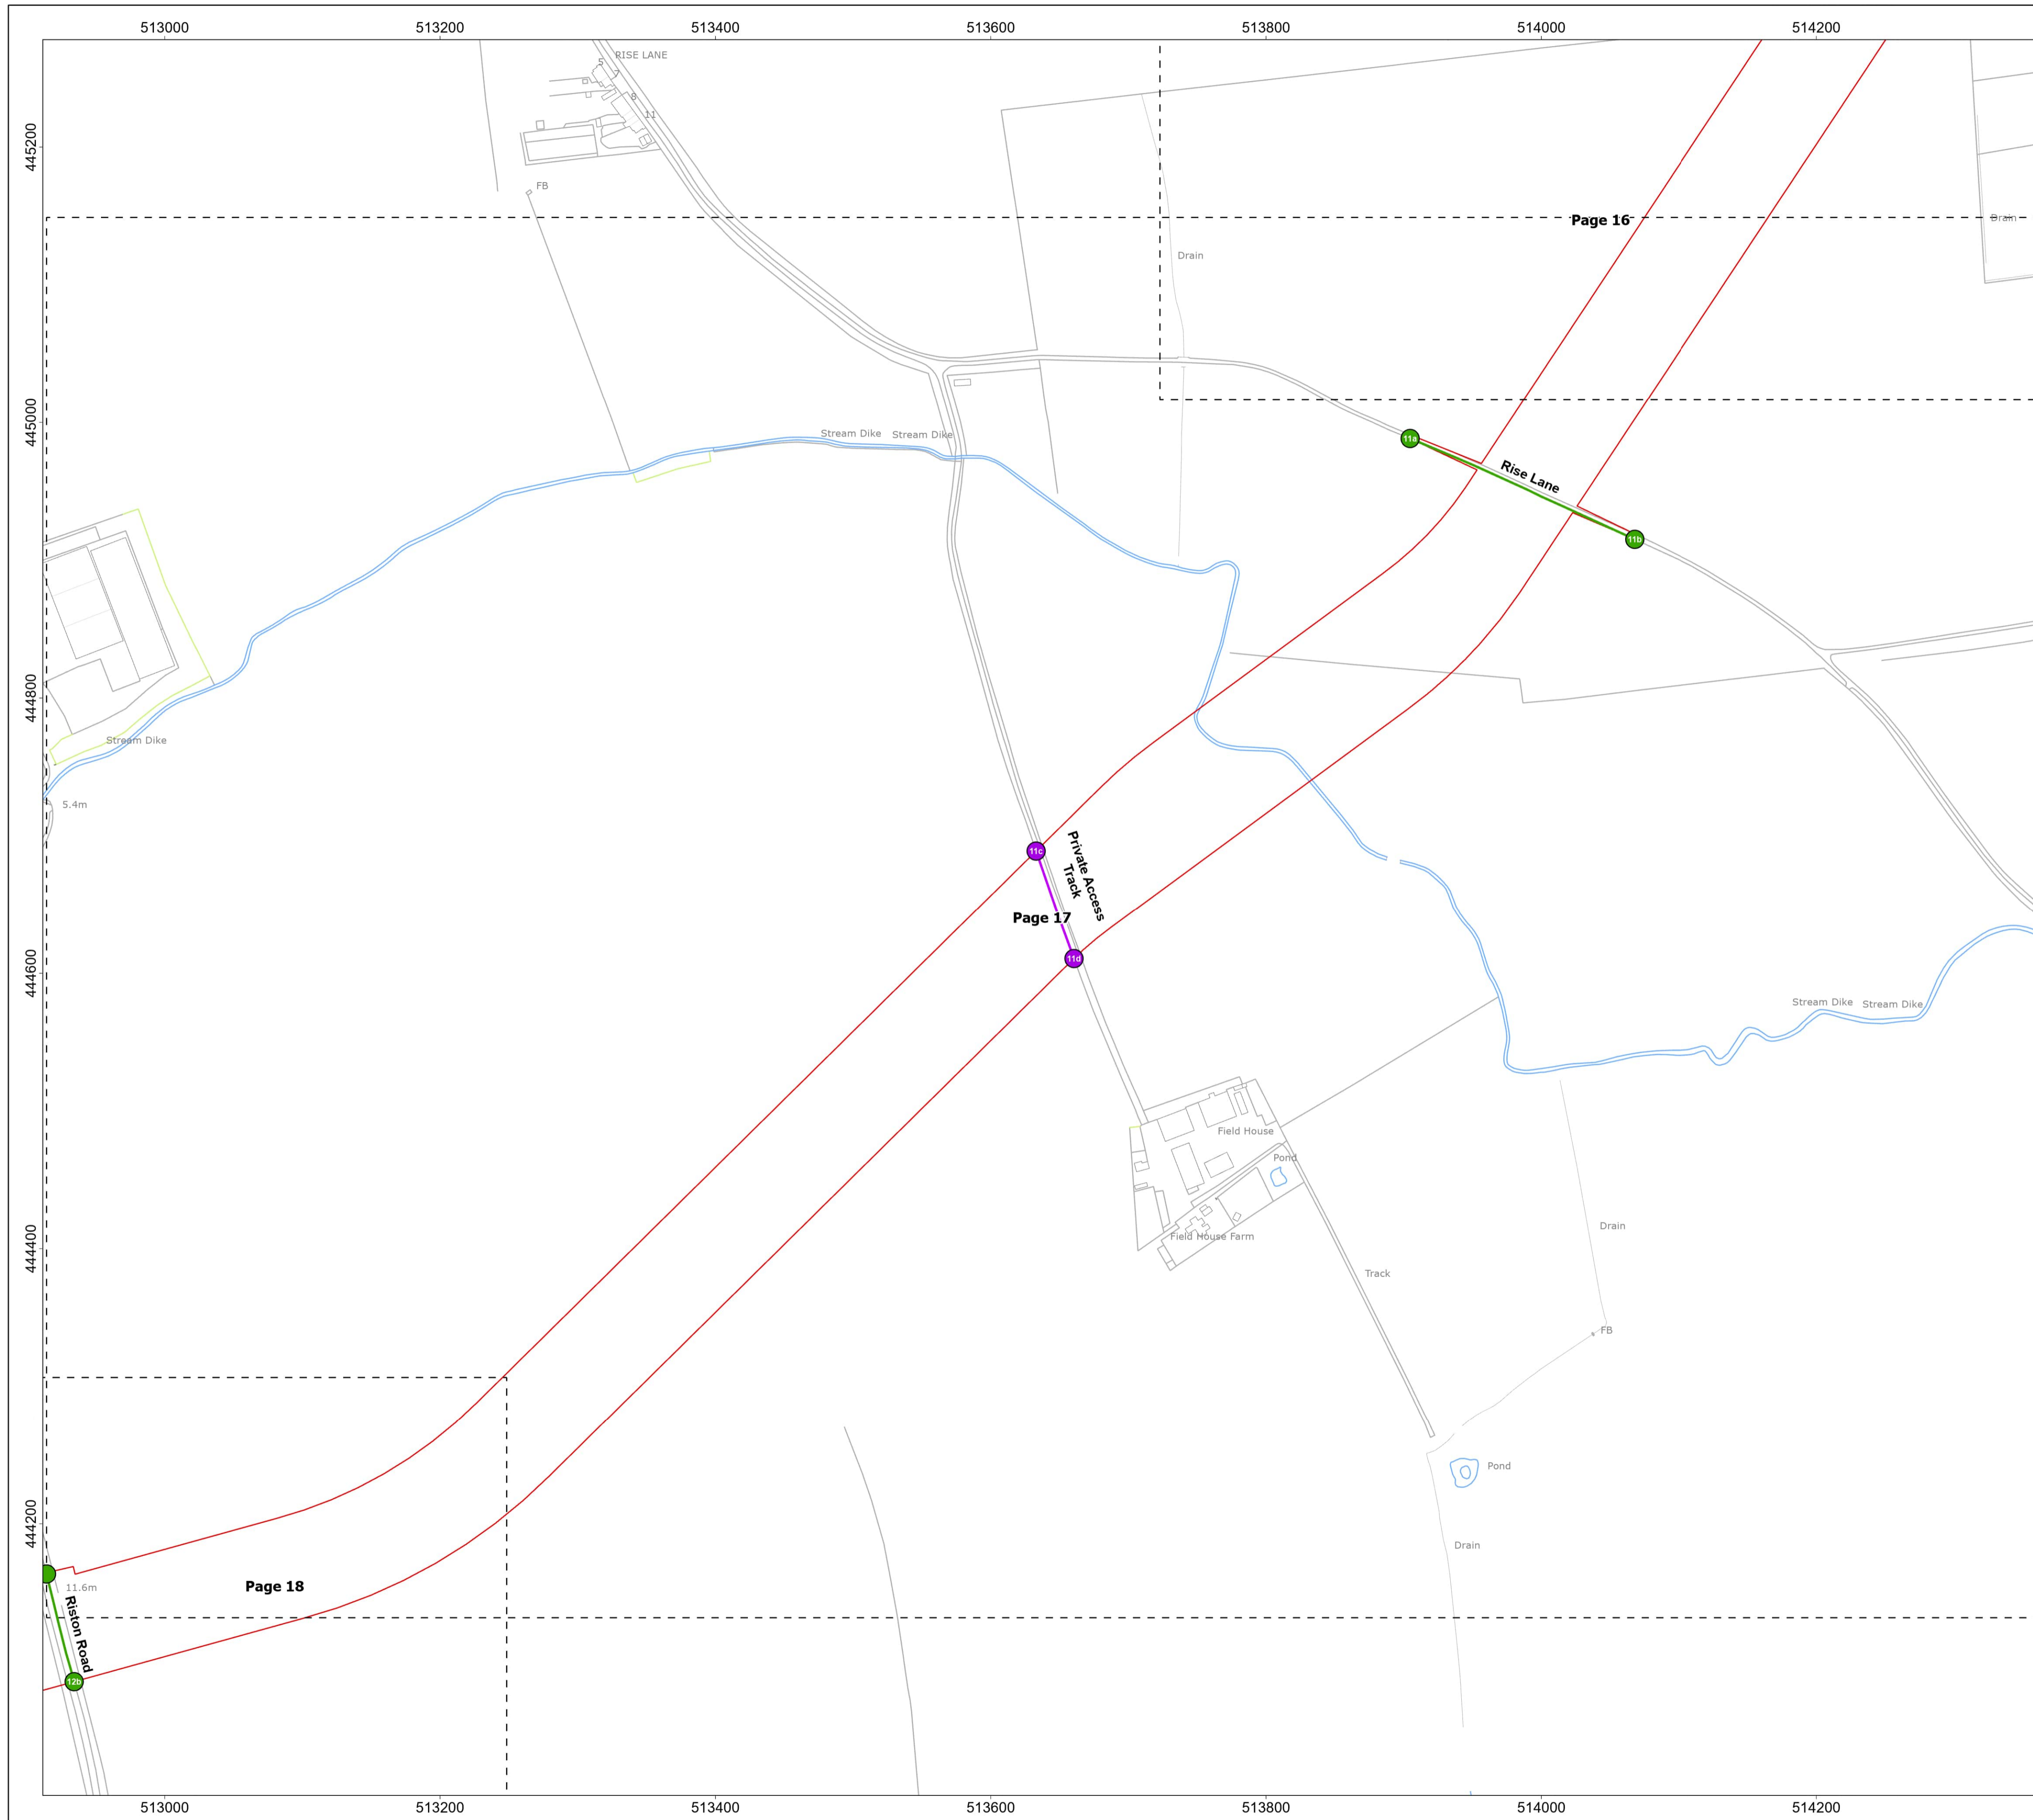 513000 513200 513400 513600 513800 514000 514200
RISE LANE
5
7
8
11
445200
FB
Page 16
Drain
Drain
445000
Stream Dike Stream Dike
11a
Rise Lane
11b
444800
Stream Dike
5.4m
11c
Private Access
Track
Page 17
11d
444600
Stream Dike Stream Dike
Field House
Pond
Drain
Field House Farm
444400
Track
FB
Pond
444200
Drain
11.6m
Page 18
Riston Road
12b
513000 513200 513400 513600 513800 514000 514200